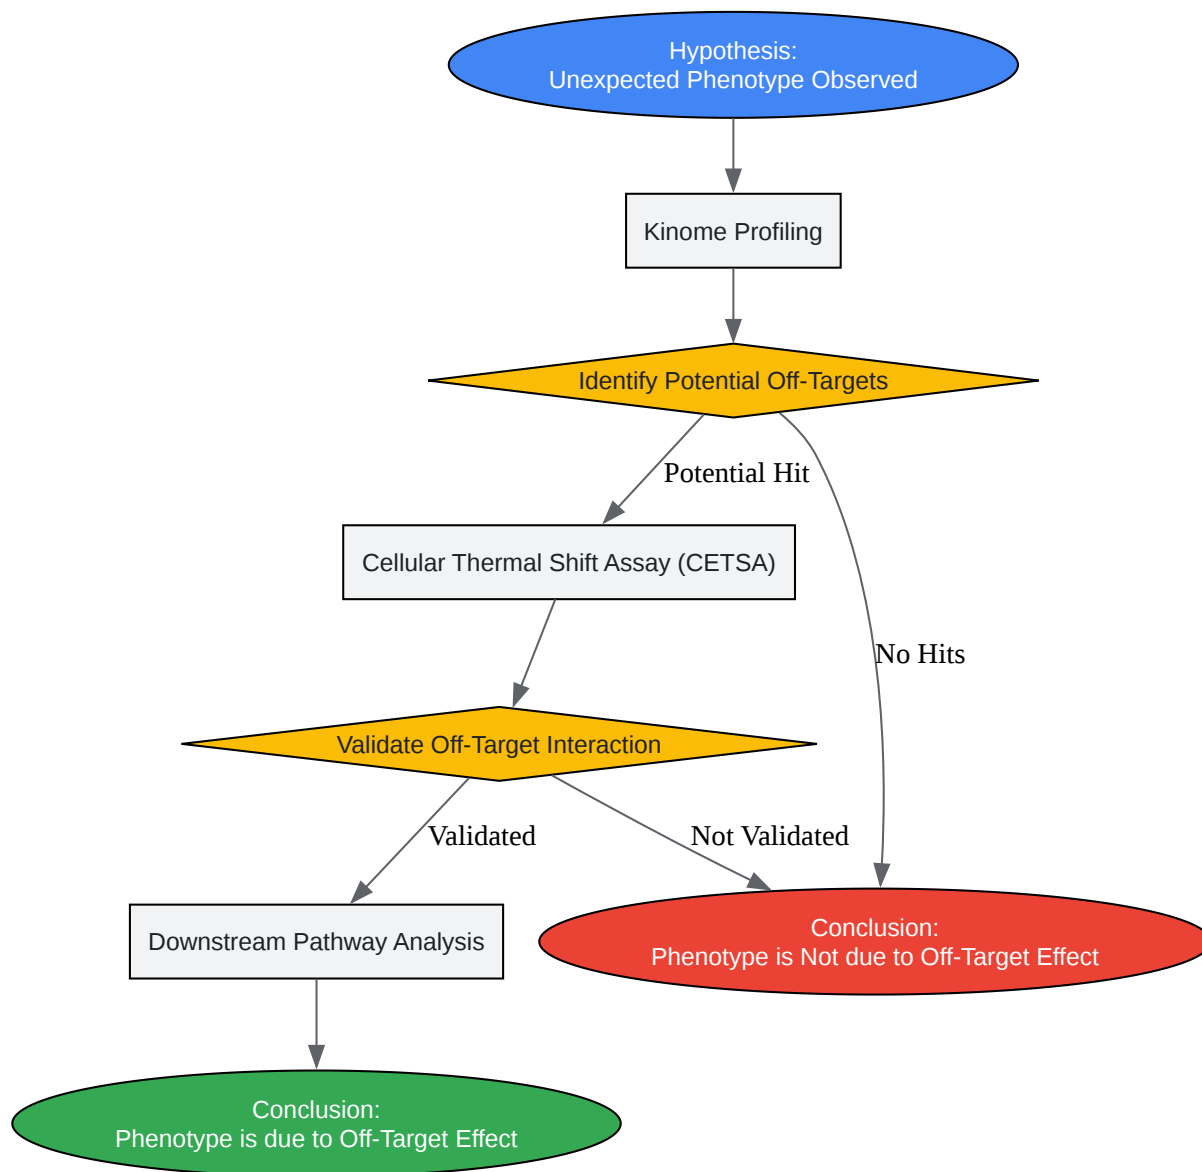 Hypothesis:
Unexpected Phenotype Observed
Kinome Profiling
Identify Potential Off-Targets
Potential Hit
Cellular Thermal Shift Assay (CETSA)
No Hits
Validate Off-Target Interaction
Validated
Not Validated
Downstream Pathway Analysis
Conclusion:
Phenotype is Not due to Off-Target Effect
Conclusion:
Phenotype is due to Off-Target Effect